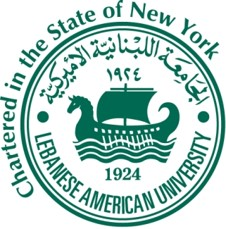 Chartered in the State of New York
الجامعة اللبنانية الأميركية
١٩٢٤
1924
• LEBANESE AMERICAN UNIVERSITY •